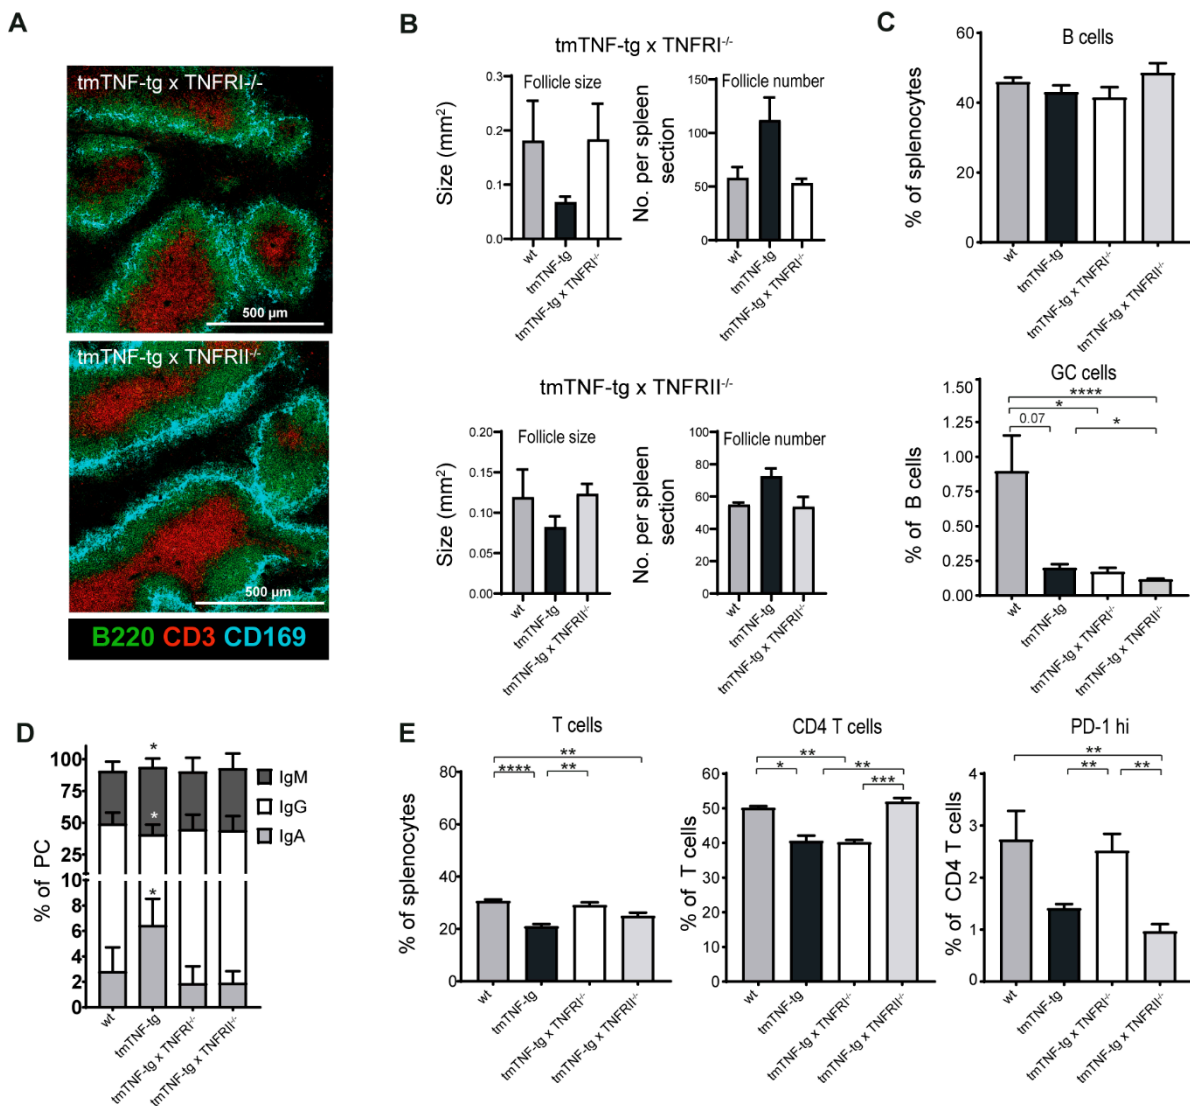 A
tmTNF-tg x TNFRI-/-
500 µm
tmTNF-tg x TNFRII-/-
500 µm
B220 CD3 CD169
B
tmTNF-tg x TNFRI-/-
Follicle size
Size (mm2)
0.3
0.2
0.1
0.0
wt
tmTNF-tg
tmTNF-tg x TNFRI-/-
Follicle number
No. per spleen
section
150
100
50
0
wt
tmTNF-tg
tmTNF-tg x TNFRI-/-
tmTNF-tg x TNFRII-/-
Follicle size
Size (mm2)
0.20
0.15
0.10
0.05
0.00
wt
tmTNF-tg
tmTNF-tg x TNFRII-/-
Follicle number
No. per spleen
section
100
80
60
40
20
0
wt
tmTNF-tg
tmTNF-tg x TNFRII-/-
C
B cells
% of splenocytes
60
40
20
0
wt
tmTNF-tg
tmTNF-tg x TNFRI-/-
tmTNF-tg x TNFRII-/-
GC cells
% of B cells
1.50
1.25
1.00
0.75
0.50
0.25
0.00
****
*
0.07
*
wt
tmTNF-tg
tmTNF-tg x TNFRI-/-
tmTNF-tg x TNFRII-/-
D
% of PC
100
75
50
25
8
6
4
2
0
*
*
*
IgM
IgG
IgA
wt
tmTNF-tg
tmTNF-tg x TNFRI-/-
tmTNF-tg x TNFRII-/-
E
T cells
% of splenocytes
80
60
40
20
0
**
****
**
wt
tmTNF-tg
tmTNF-tg x TNFRI-/-
tmTNF-tg x TNFRII-/-
CD4 T cells
% of T cells
60
50
40
30
20
10
0
**
*
**
***
wt
tmTNF-tg
tmTNF-tg x TNFRI-/-
tmTNF-tg x TNFRII-/-
PD-1 hi
% of CD4 T cells
4
3
2
1
0
**
**
**
wt
tmTNF-tg
tmTNF-tg x TNFRI-/-
tmTNF-tg x TNFRII-/-